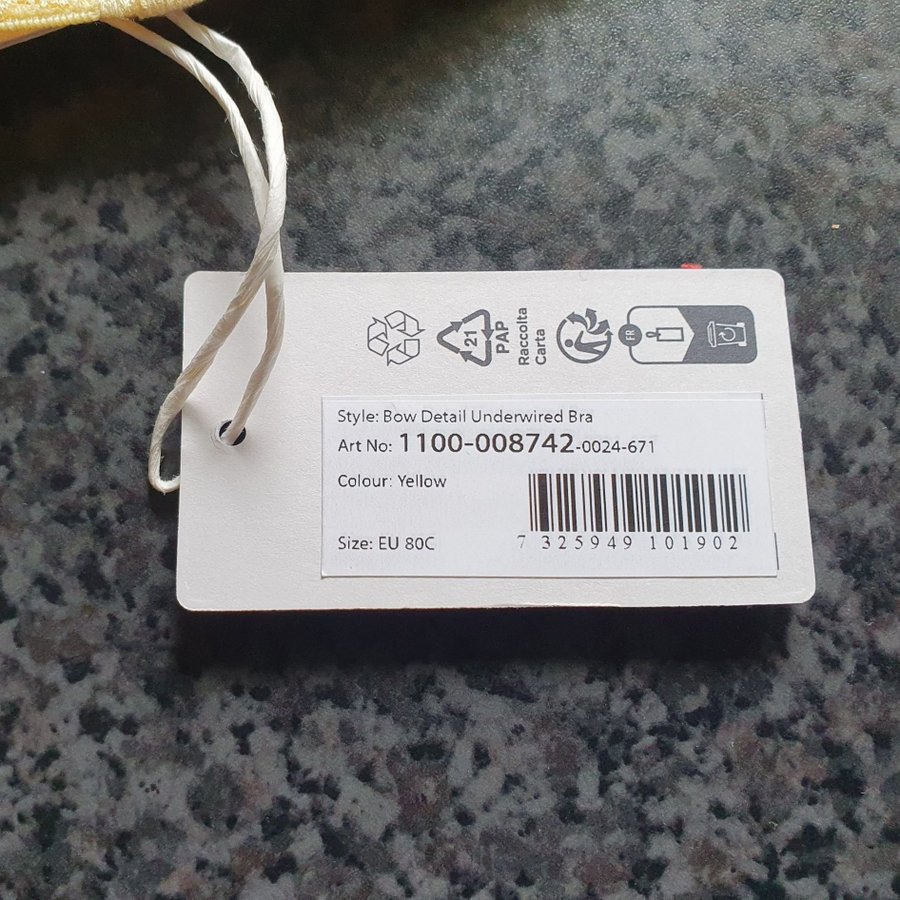 21
PAP
Raccolta
Carta
FR
Style: Bow Detail Underwired Bra
Art No: 1100-008742-0024-671
Colour: Yellow
Size: EU 80C
7 325949 101902